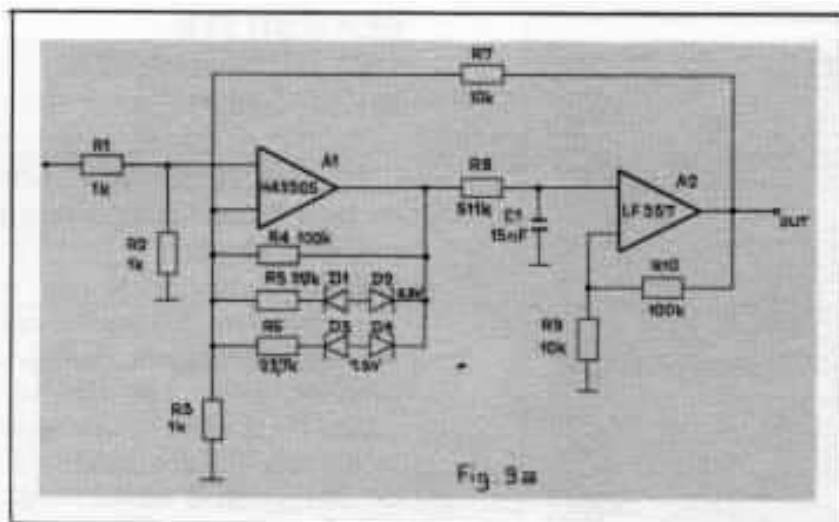 R7
10k
R1
1k
A1
HA2505
R2
1k
R8
511k
C1
15nF
A2
LF357
OUT
R4 100k
R5
D1
D2
R6
D3
D4
R10
100k
R9
10k
R3
1k
Fig. 9a